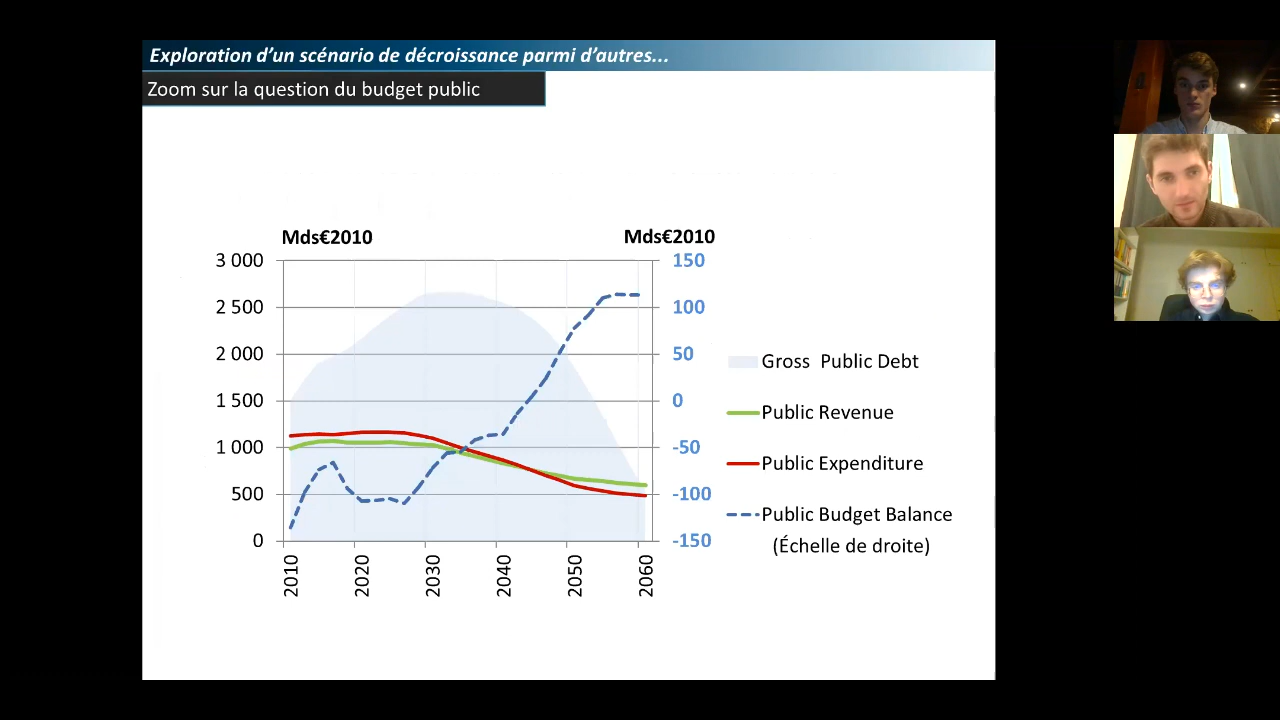 Exploration d’un scénario de décroissance parmi d’autres...
Zoom sur la question du budget public
Mds€2010
Mds€2010
3 000
2 500
2 000
1 500
1 000
500
0
150
100
50
0
-50
-100
-150
2010
2020
2030
2040
2050
2060
Gross Public Debt
Public Revenue
Public Expenditure
Public Budget Balance
(Échelle de droite)